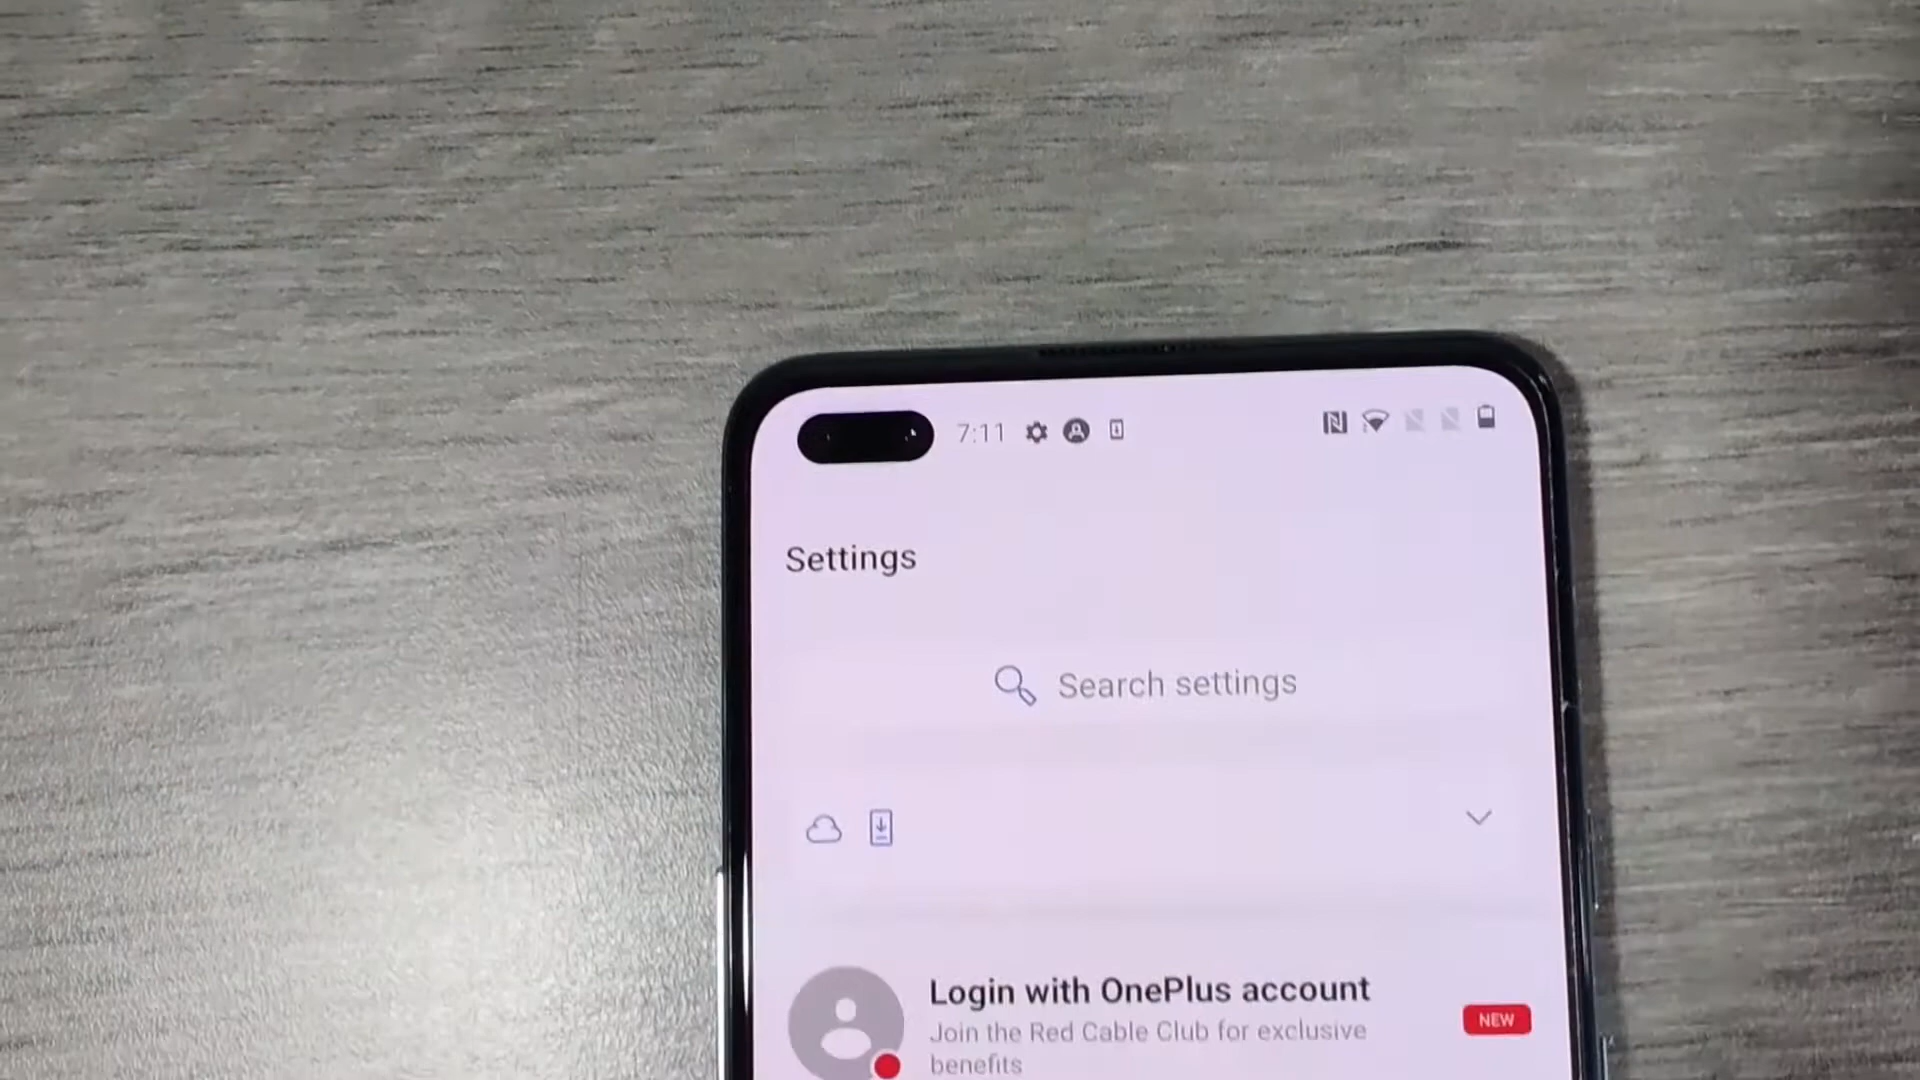 7:11
Settings
Search settings
Login with OnePlus account
Join the Red Cable Club for exclusive
benefits
NEW